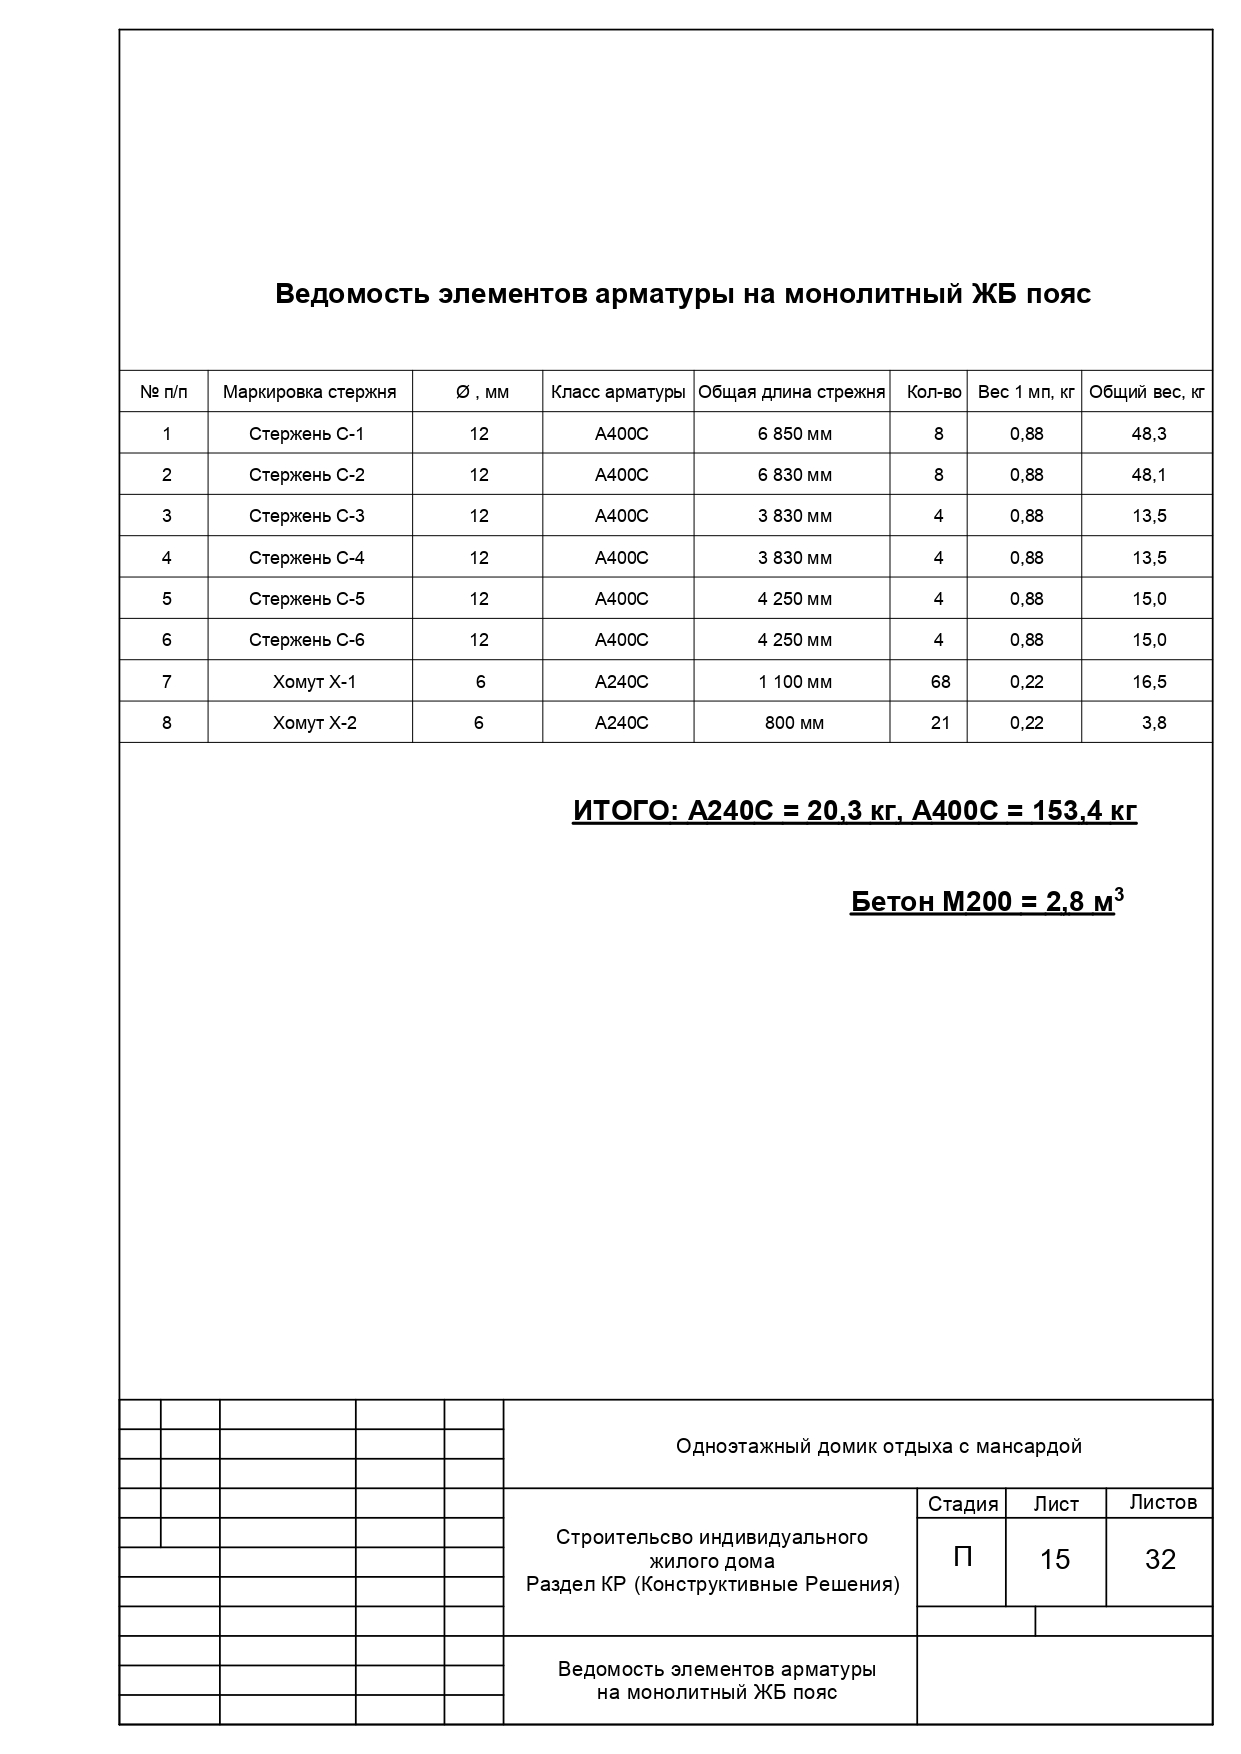 Ведомость элементов арматуры на монолитный ЖБ пояс
№ п/п Маркировка стержня Ø , мм Класс арматуры Общая длина стрежня Кол-во Вес 1 мп, кг Общий вес, кг
1 Стержень С-1 12 А400С 6 850 мм 8 0,88 48,3
2 Стержень С-2 12 А400С 6 830 мм 8 0,88 48,1
3 Стержень С-3 12 А400С 3 830 мм 4 0,88 13,5
4 Стержень С-4 12 А400С 3 830 мм 4 0,88 13,5
5 Стержень С-5 12 А400С 4 250 мм 4 0,88 15,0
6 Стержень С-6 12 А400С 4 250 мм 4 0,88 15,0
7 Хомут Х-1 6 А240С 1 100 мм 68 0,22 16,5
8 Хомут Х-2 6 А240С 800 мм 21 0,22 3,8
ИТОГО: А240С = 20,3 кг, А400С = 153,4 кг
Бетон М200 = 2,8 м³
Одноэтажный домик отдыха с мансардой
Строительсво индивидуального
жилого дома
Раздел КР (Конструктивные Решения)
Стадия Лист Листов
П 15 32
Ведомость элементов арматуры
на монолитный ЖБ пояс